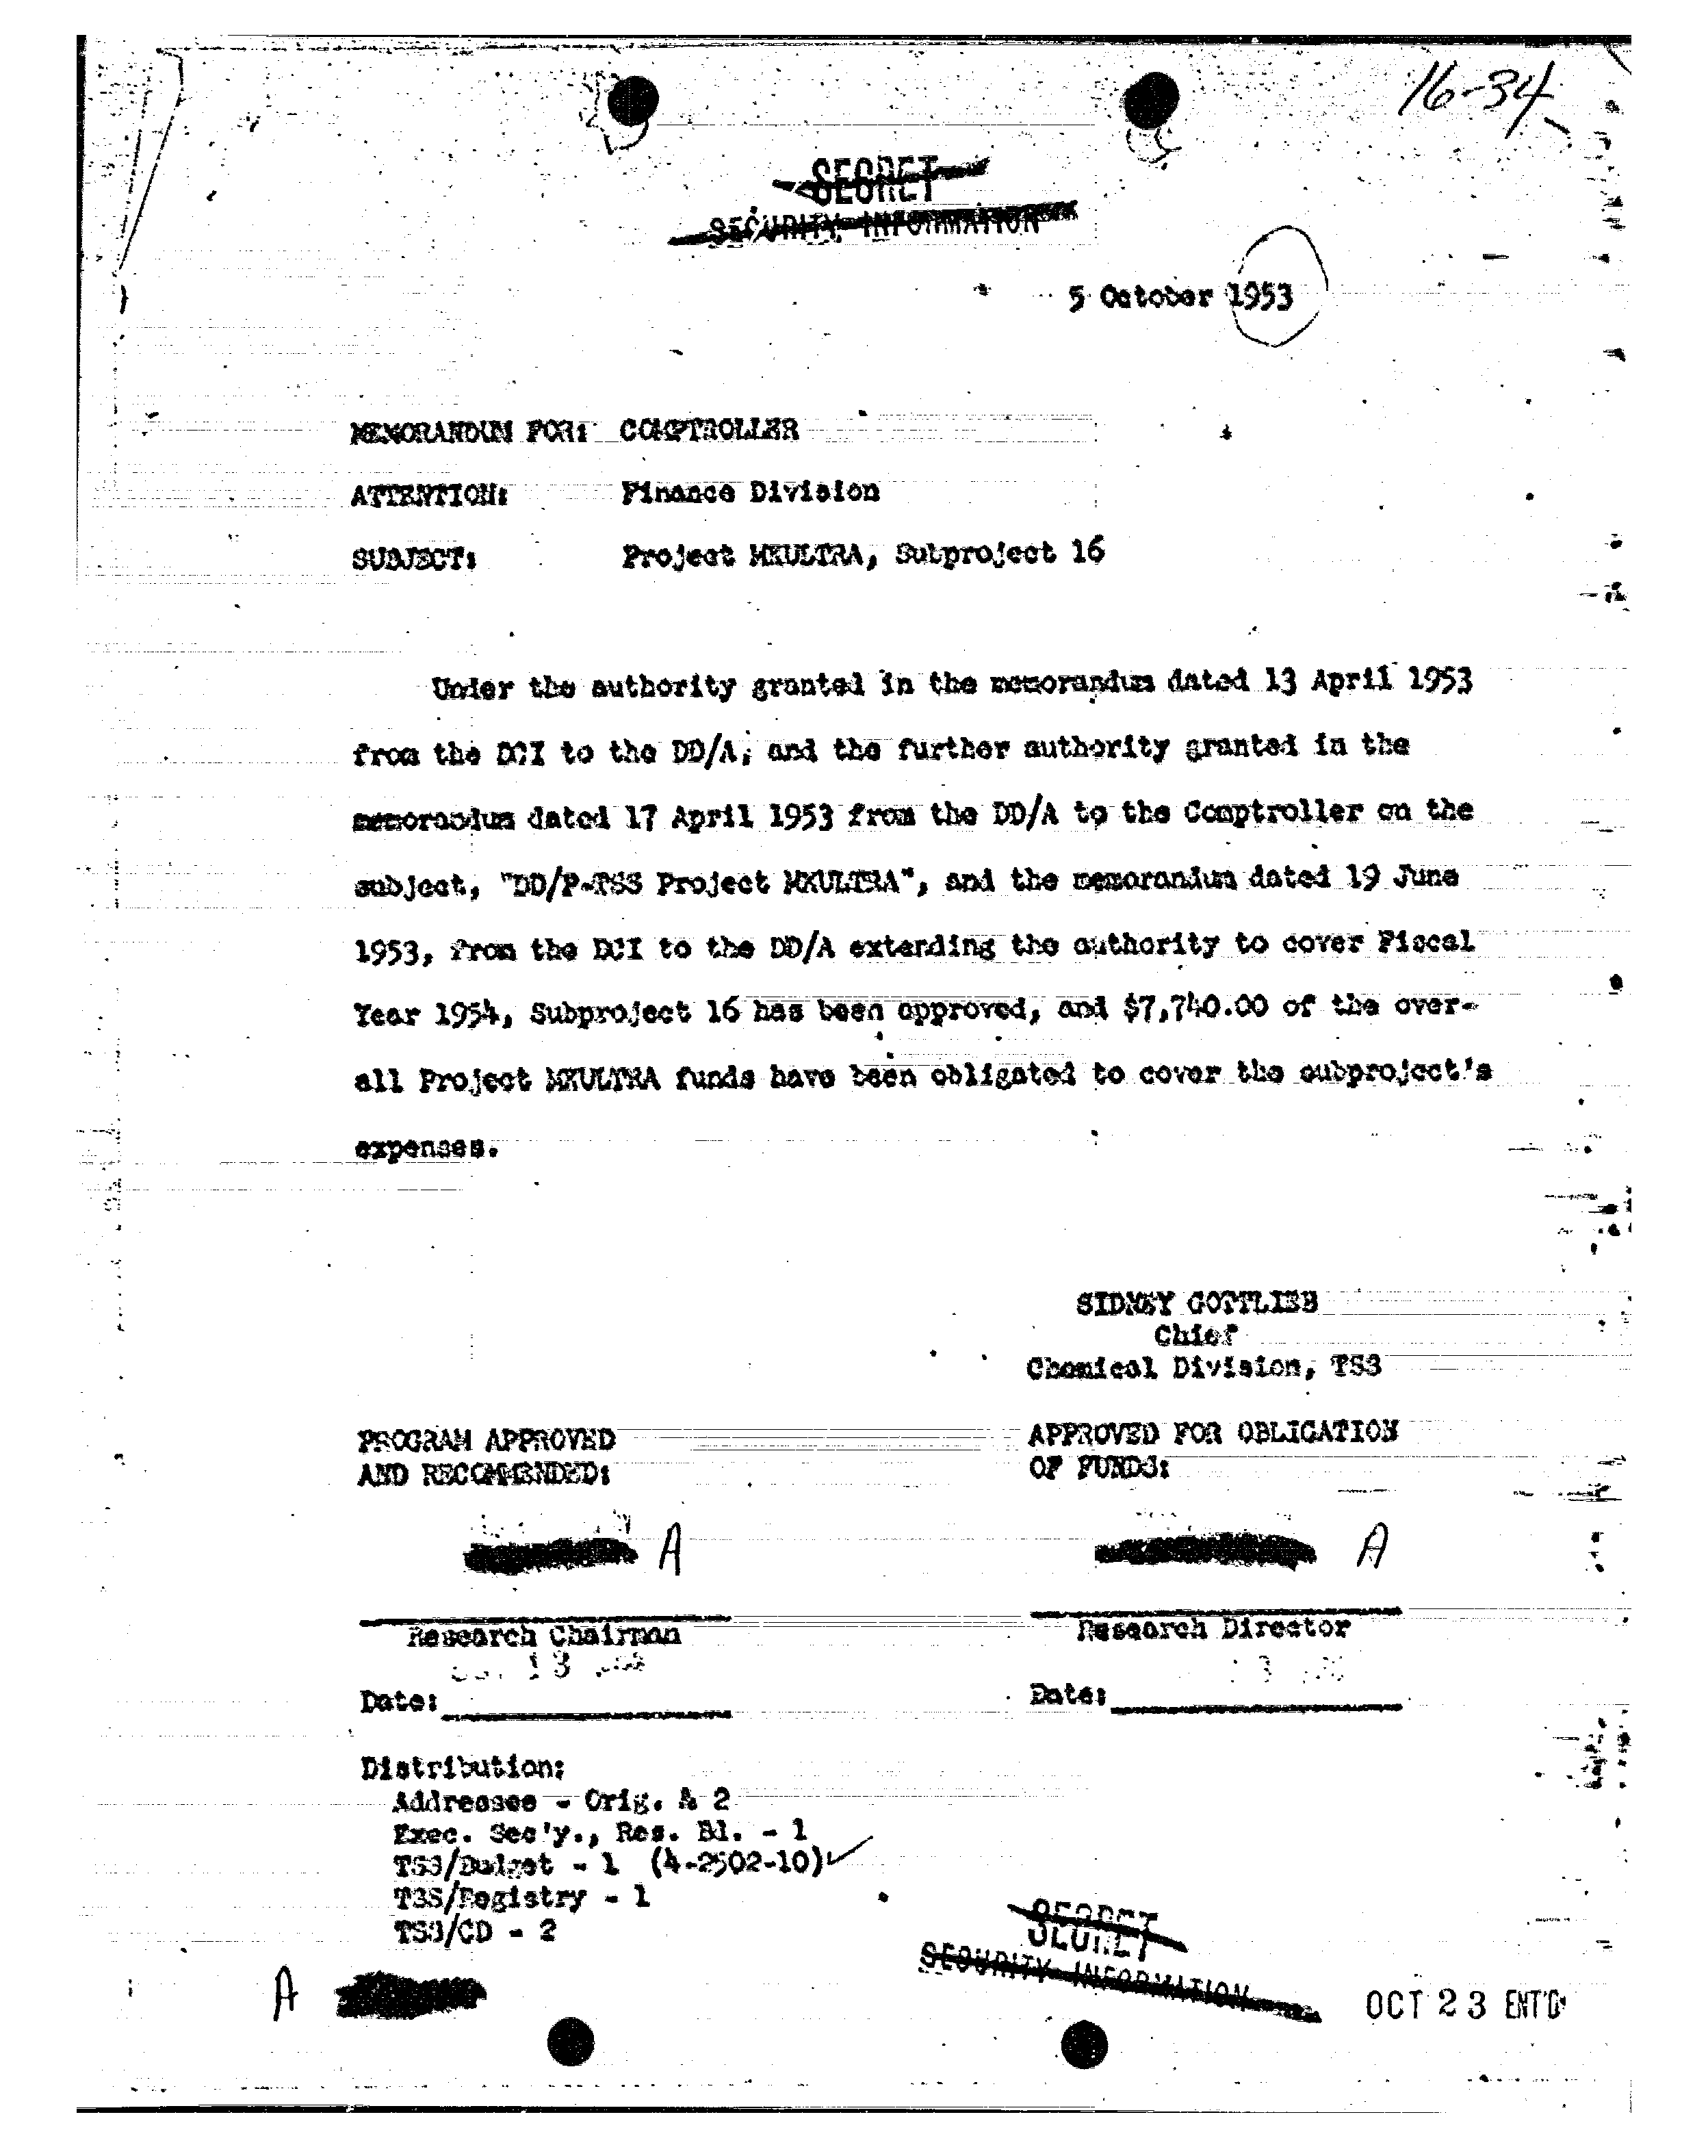 16-34
SECRET
SECURITY INFORMATION
5 October 1953
MEMORANDUM FOR: COMPTROLLER
ATTENTION: Finance Division
SUBJECT: Project MKULTRA, Subproject 16
Under the authority granted in the memorandum dated 13 April 1953
from the DCI to the DD/A, and the further authority granted in the
memorandum dated 17 April 1953 from the DD/A to the Comptroller on the
subject, "DD/P-TSS Project MKULTRA", and the memorandum dated 19 June
1953, from the DCI to the DD/A extending the authority to cover Fiscal
Year 1954, Subproject 16 has been approved, and $7,740.00 of the over-
all Project MKULTRA funds have been obligated to cover the subproject's
expenses.
SIDNEY GOTTLIEB
Chief
Chemical Division, TSS
PROGRAM APPROVED
AND RECOMMENDED:
APPROVED FOR OBLIGATION
OF FUNDS:
A
A
Research Chairman
Research Director
13
Date:
Date:
Distribution:
Addressee - Orig. & 2
Exec. Sec'y., Res. Bd. - 1
TSS/Budget - 1 (4-2502-10)
TSS/Registry - 1
TSS/CD - 2
A
SECRET
SECURITY INFORMATION
OCT 23 ENT'D